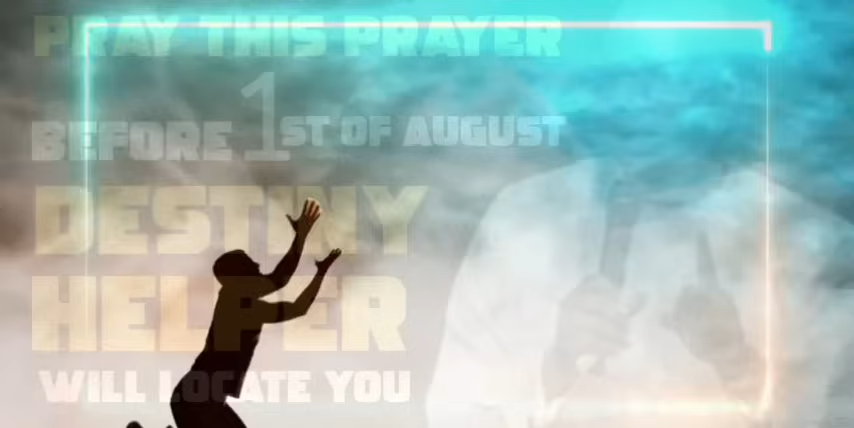 PRAY THIS PRAYER
BEFORE 1ST OF AUGUST
DESTINY
HELPER
WILL LOCATE YOU